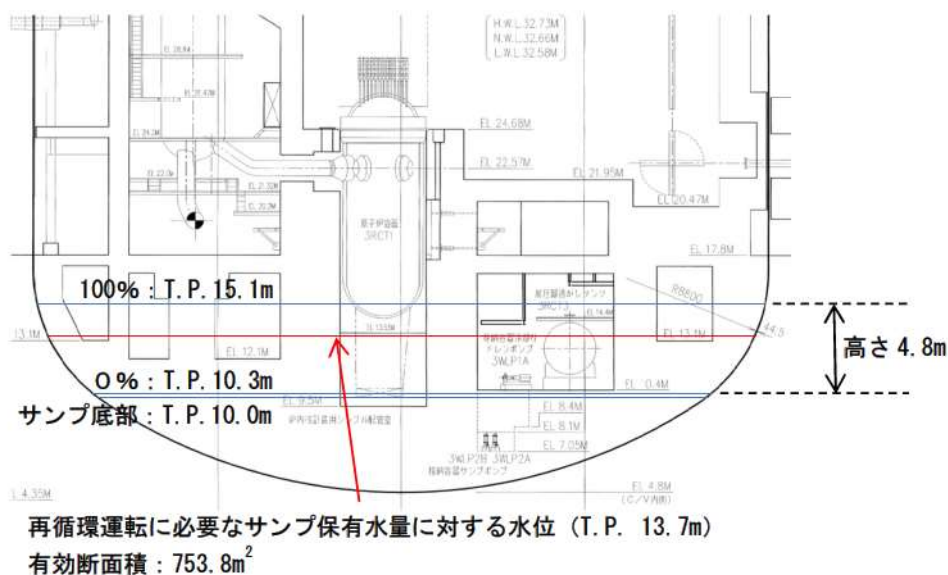 H.W.L.32.73M
N.W.L.32.66M
L.W.L.32.58M
EL 24.68M
EL 22.57M
EL 21.95M
EL 20.47M
原子炉容器
3RCT1
EL 17.8M
100%：T.P.15.1m
R8800
3RCT3
高さ 4.8m
13.1M
EL 13.1M
44.5
EL 12.1M
3WLP1A
0％：T.P.10.3m
EL 9.5M
サンプ底部：T.P.10.0m
EL 8.4M
EL 8.1M
EL 7.05M
3WLP2B 3WLP2A
格納容器サンプポンプ
L 4.35M
EL 4.8M
(C／V内面)
再循環運転に必要なサンプ保有水量に対する水位（T.P. 13.7m）
有効断面積：753.8m²